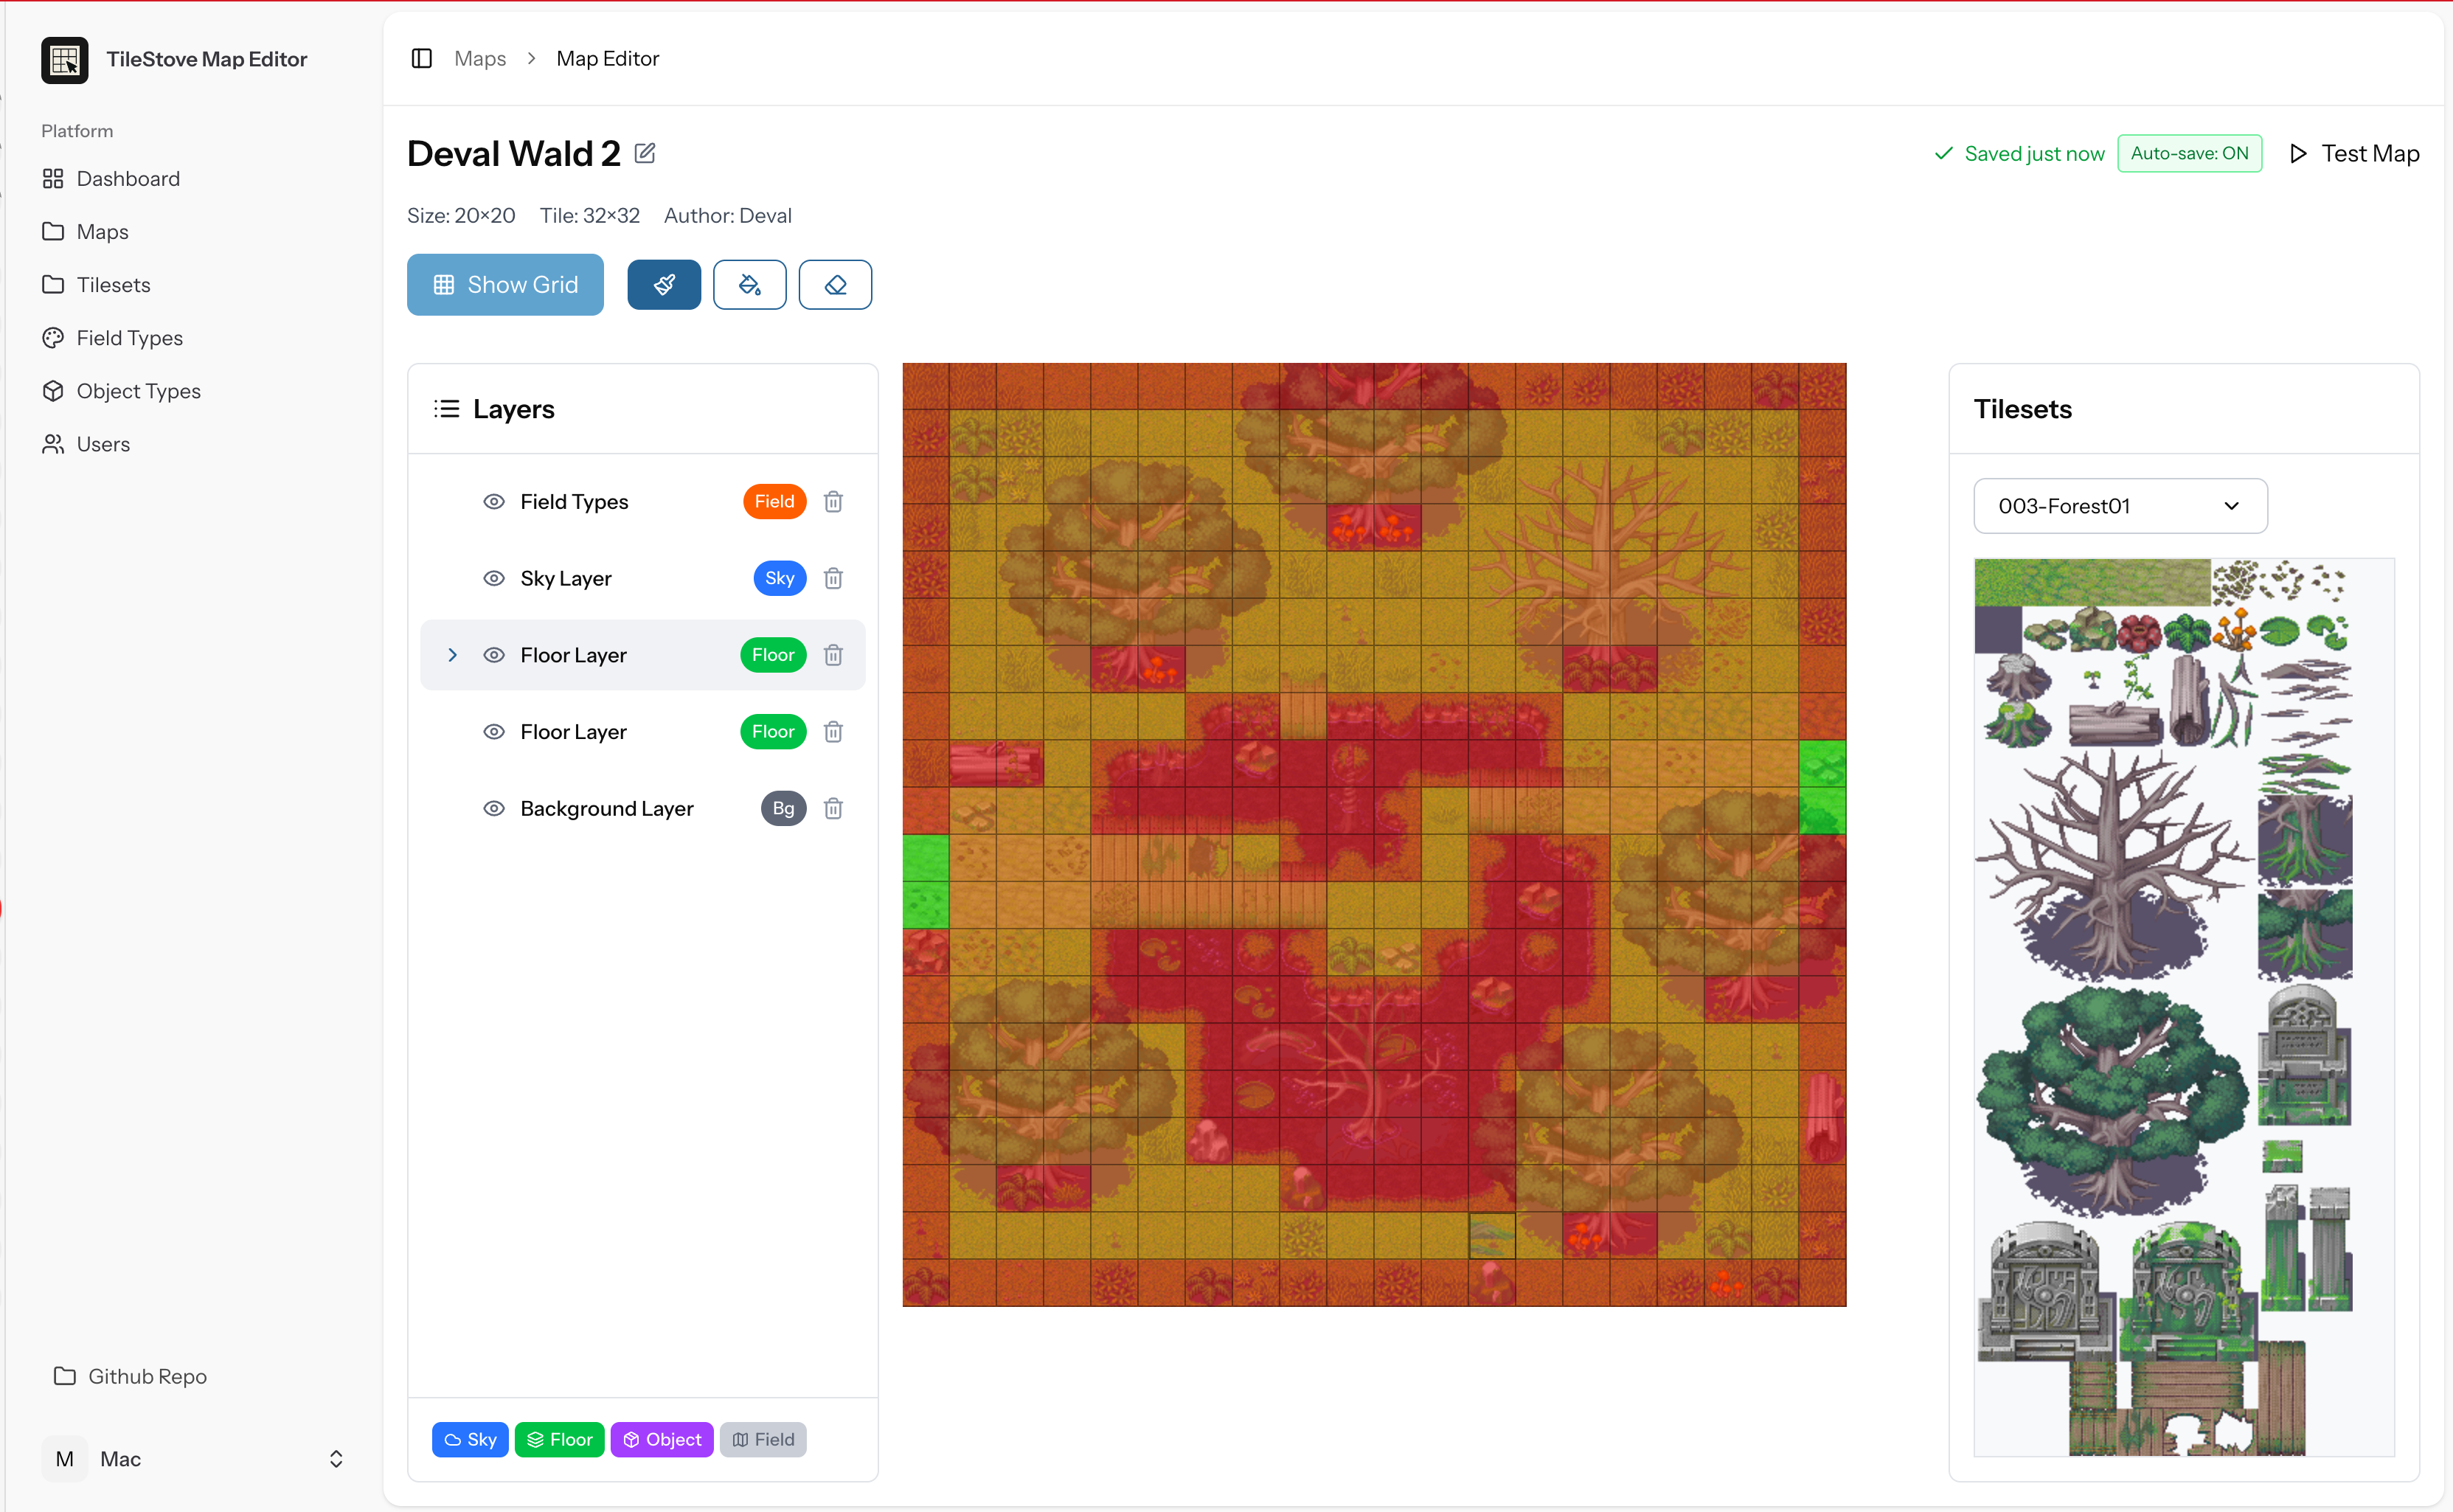 TileStove Map Editor
Platform
Dashboard
Maps
Tilesets
Field Types
Object Types
Users
Github Repo
M Mac
Maps > Map Editor
Deval Wald 2
Saved just now
Auto-save: ON
Test Map
Size: 20×20 Tile: 32×32 Author: Deval
Show Grid
Layers
Field Types Field
Sky Layer Sky
Floor Layer Floor
Floor Layer Floor
Background Layer Bg
Sky Floor Object Field
Tilesets
003-Forest01